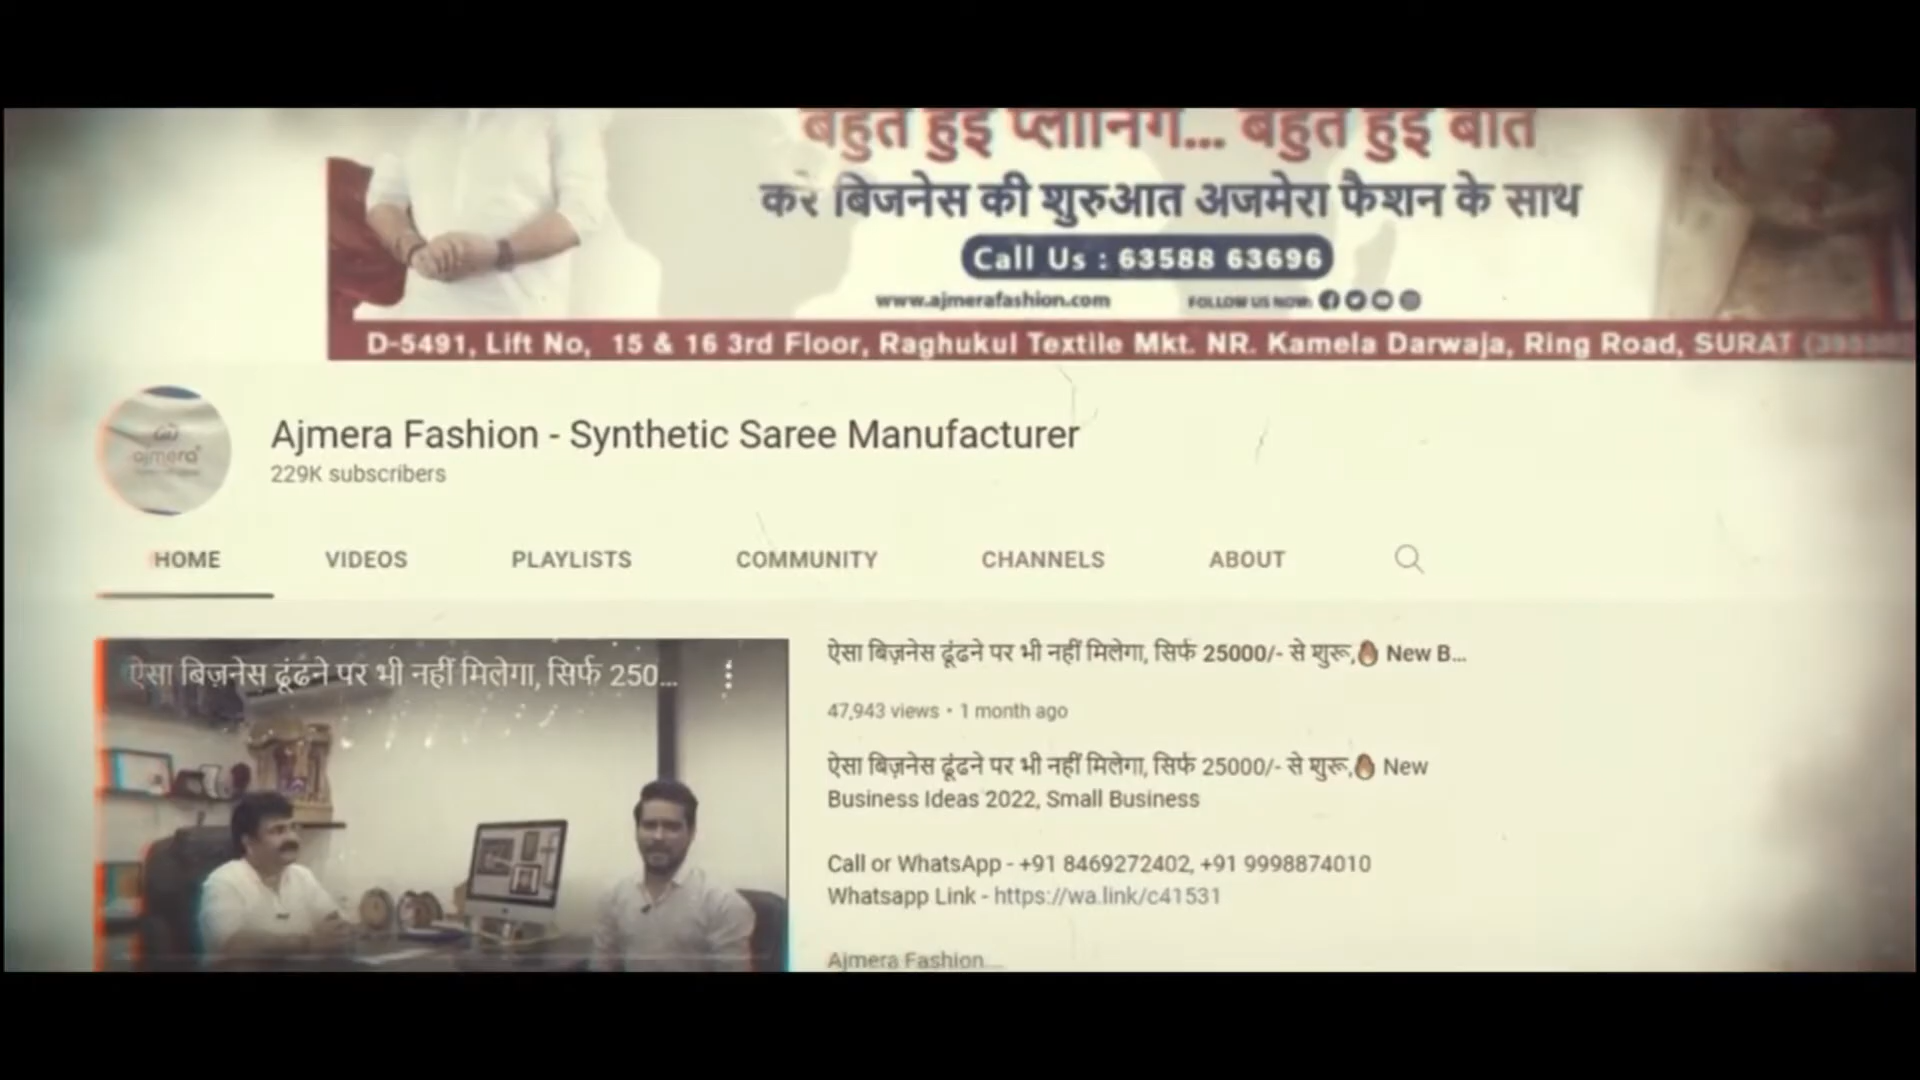 बहुत हुई प्लानिंग... बहुत हुई बात
करे बिजनेस की शुरुआत अजमेरा फैशन के साथ
Call Us : 63588 63696
www.ajmerafashion.com FOLLOW US NOW:
D-5491, Lift No, 15 & 16 3rd Floor, Raghukul Textile Mkt. NR. Kamela Darwaja, Ring Road, SURAT
ajmera
Ajmera Fashion - Synthetic Saree Manufacturer
229K subscribers
HOME VIDEOS PLAYLISTS COMMUNITY CHANNELS ABOUT
ऐसा बिज़नेस ढूंढने पर भी नहीं मिलेगा, सिर्फ 250...
ऐसा बिज़नेस ढूंढने पर भी नहीं मिलेगा, सिर्फ 25000/- से शुरू,🔥 New B...
47,943 views • 1 month ago
ऐसा बिज़नेस ढूंढने पर भी नहीं मिलेगा, सिर्फ 25000/- से शुरू,🔥 New
Business Ideas 2022, Small Business
Call or WhatsApp - +91 8469272402, +91 9998874010
Whatsapp Link - https://wa.link/c41531
Ajmera Fashion...